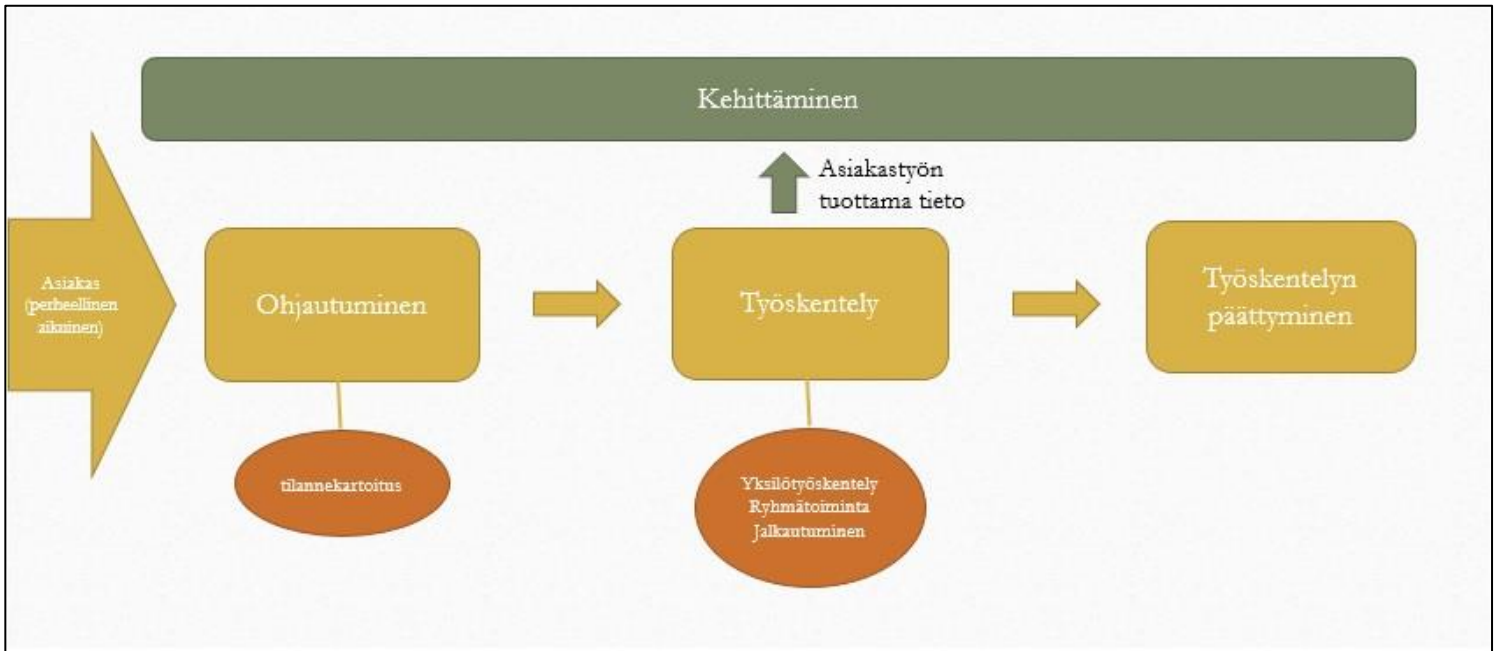 Kehittäminen
Asiakastyön
tuottama tieto
Asiakas
(perheellinen
aikuinen)
Ohjautuminen
Työskentely
Työskentelyn
päättyminen
tilannekartoitus
Yksilötyöskentely
Ryhmätoiminta
Jalkautuminen